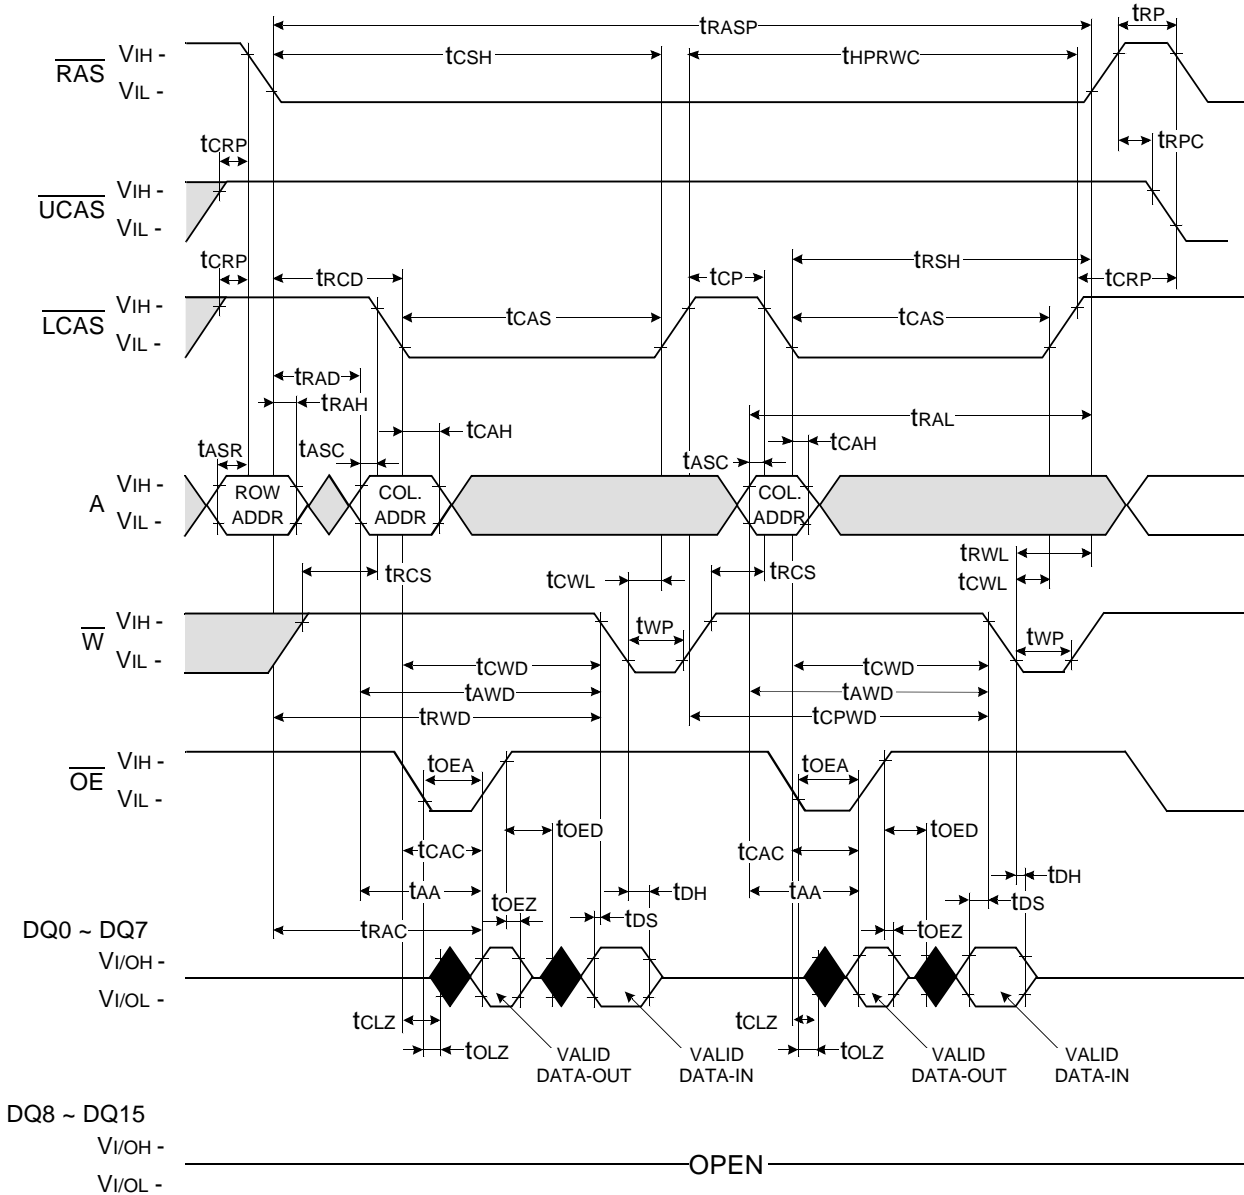 tRASP
tRP
VIH -
RAS
tCSH
tHPRWC
VIL -
tCRP
tRPC
VIH -
UCAS
VIL -
tCRP
tRCD
tCP
tRSH
tCRP
VIH -
LCAS
tCAS
tCAS
VIL -
tRAD
tRAH
tRAL
tASR
tASC
tCAH
tASC
tCAH
VIH -
A
ROW
ADDR
COL.
ADDR
COL.
ADDR
VIL -
tRWL
tRCS
tCWL
tRCS
tCWL
VIH -
W
tWP
tWP
VIL -
tCWD
tCWD
tAWD
tAWD
tRWD
tCPWD
VIH -
OE
tOEA
tOEA
VIL -
tOED
tOED
tCAC
tCAC
tAA
tDH
tAA
tDH
tOEZ
tDS
tDS
DQ0 ~ DQ7
tRAC
tOEZ
VI/OH -
VI/OL -
tCLZ
tCLZ
tOLZ
tOLZ
VALID
DATA-OUT
VALID
DATA-IN
VALID
DATA-OUT
VALID
DATA-IN
DQ8 ~ DQ15
VI/OH -
OPEN
VI/OL -